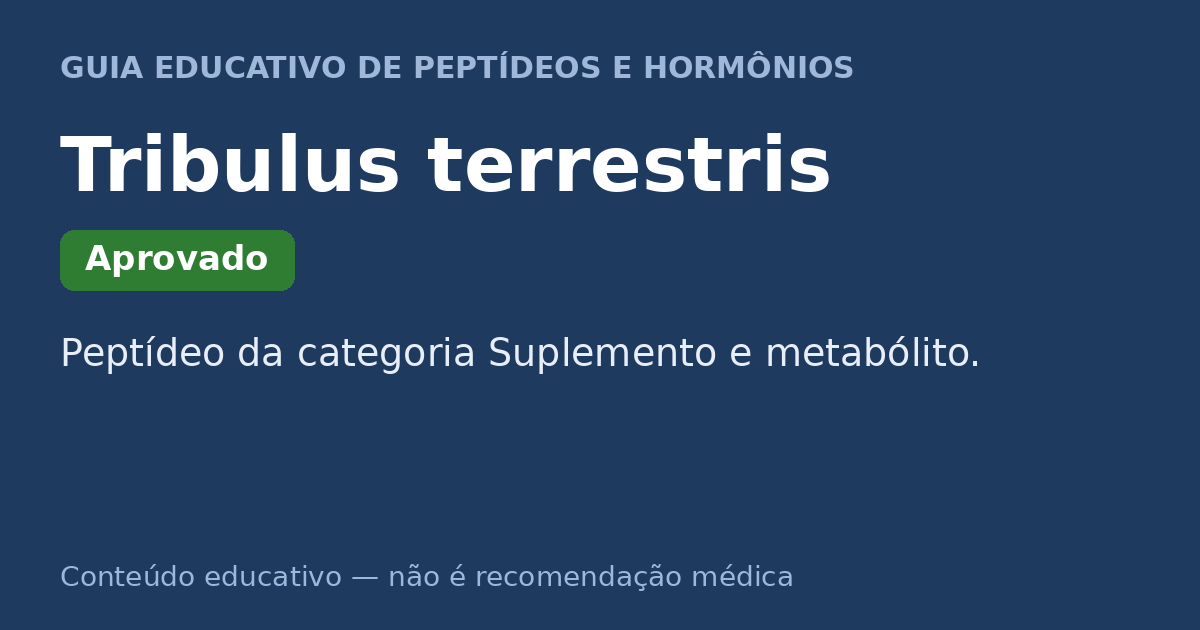 GUIA EDUCATIVO DE PEPTÍDEOS E HORMÔNIOS
Tribulus terrestris
Aprovado
Peptídeo da categoria Suplemento e metabólito.
Conteúdo educativo — não é recomendação médica